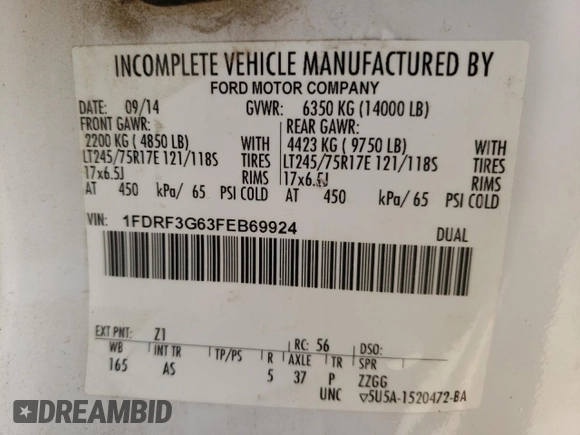 INCOMPLETE VEHICLE MANUFACTURED BY
FORD MOTOR COMPANY
DATE: 09/14 GVWR: 6350 KG (14000 LB)
FRONT GAWR: REAR GAWR:
2200 KG ( 4850 LB) WITH 4423 KG ( 9750 LB) WITH
LT245/75R17E 121/118S TIRES LT245/75R17E 121/118S TIRES
17x6.5J RIMS 17x6.5J RIMS
AT 450 kPa/ 65 PSI COLD AT 450 kPa/ 65 PSI COLD
VIN: 1FDRF3G63FEB69924 DUAL
EXT PNT: Z1 RC: 56 DSO:
WB INT TR TP/PS R AXLE TR SPR
165 AS 5 37 P ZZGG
UNC ▽5U5A-1520472-BA
DREAMBID